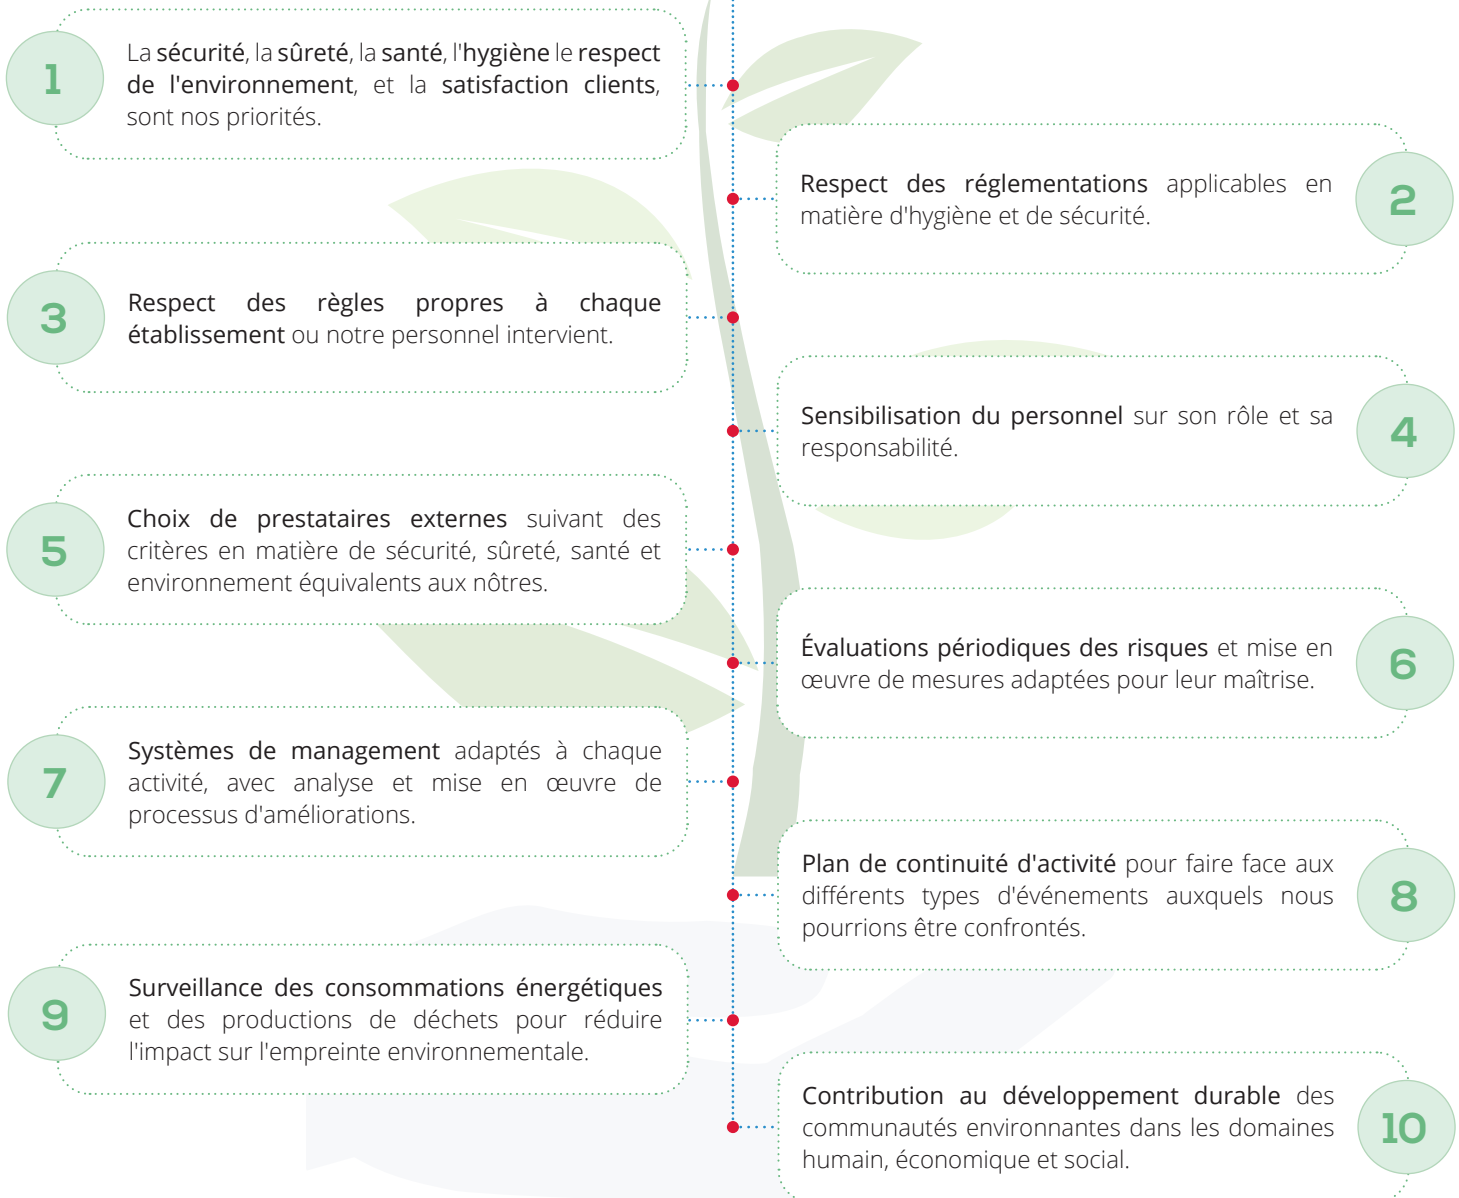 1
La sécurité, la sûreté, la santé, l'hygiène le respect
de l'environnement, et la satisfaction clients,
sont nos priorités.
2
Respect des réglementations applicables en
matière d'hygiène et de sécurité.
3
Respect des règles propres à chaque
établissement ou notre personnel intervient.
4
Sensibilisation du personnel sur son rôle et sa
responsabilité.
5
Choix de prestataires externes suivant des
critères en matière de sécurité, sûreté, santé et
environnement équivalents aux nôtres.
6
Évaluations périodiques des risques et mise en
œuvre de mesures adaptées pour leur maîtrise.
7
Systèmes de management adaptés à chaque
activité, avec analyse et mise en œuvre de
processus d'améliorations.
8
Plan de continuité d'activité pour faire face aux
différents types d'événements auxquels nous
pourrions être confrontés.
9
Surveillance des consommations énergétiques
et des productions de déchets pour réduire
l'impact sur l'empreinte environnementale.
10
Contribution au développement durable des
communautés environnantes dans les domaines
humain, économique et social.